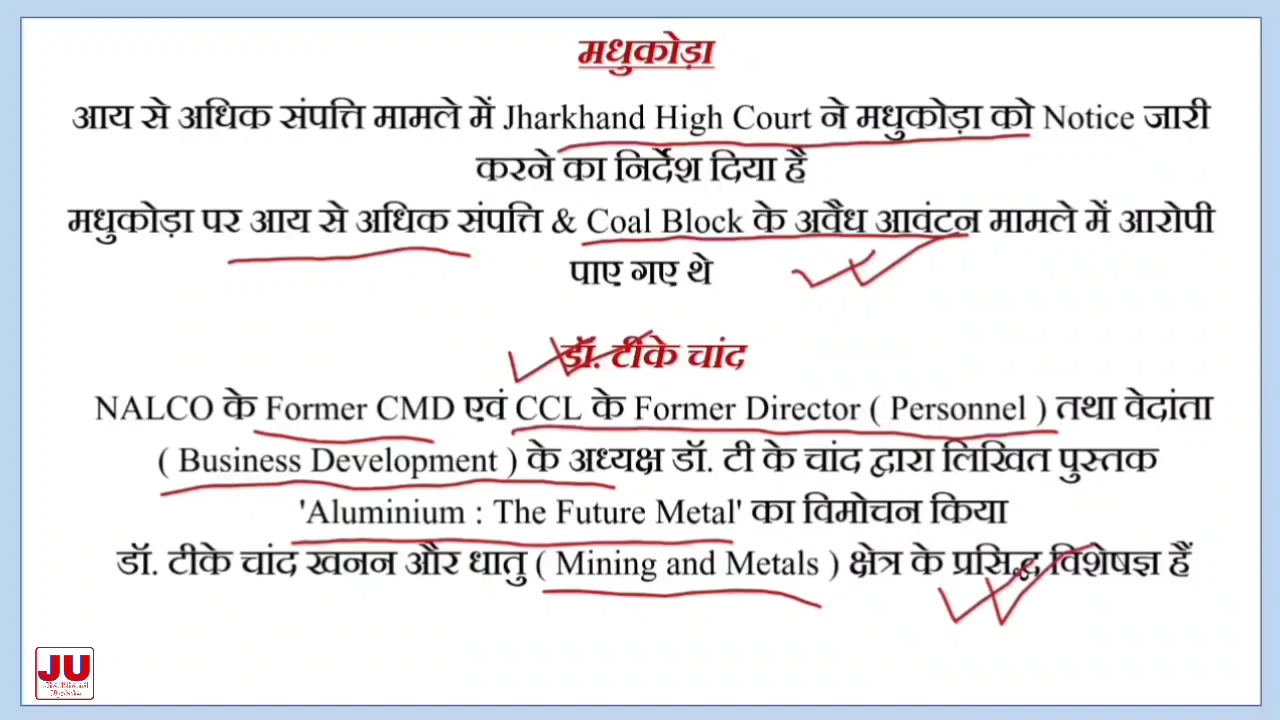 मधुकोड़ा
आय से अधिक संपत्ति मामले में Jharkhand High Court ने मधुकोड़ा को Notice जारी
करने का निर्देश दिया है
मधुकोड़ा पर आय से अधिक संपत्ति & Coal Block के अवैध आवंटन मामले में आरोपी
पाए गए थे
डॉ. टीके चांद
NALCO के Former CMD एवं CCL के Former Director ( Personnel ) तथा वेदांता
( Business Development ) के अध्यक्ष डॉ. टी के चांद द्वारा लिखित पुस्तक
'Aluminium : The Future Metal' का विमोचन किया
डॉ. टीके चांद खनन और धातु ( Mining and Metals ) क्षेत्र के प्रसिद्ध विशेषज्ञ हैं
JU
Jharkhand
Update